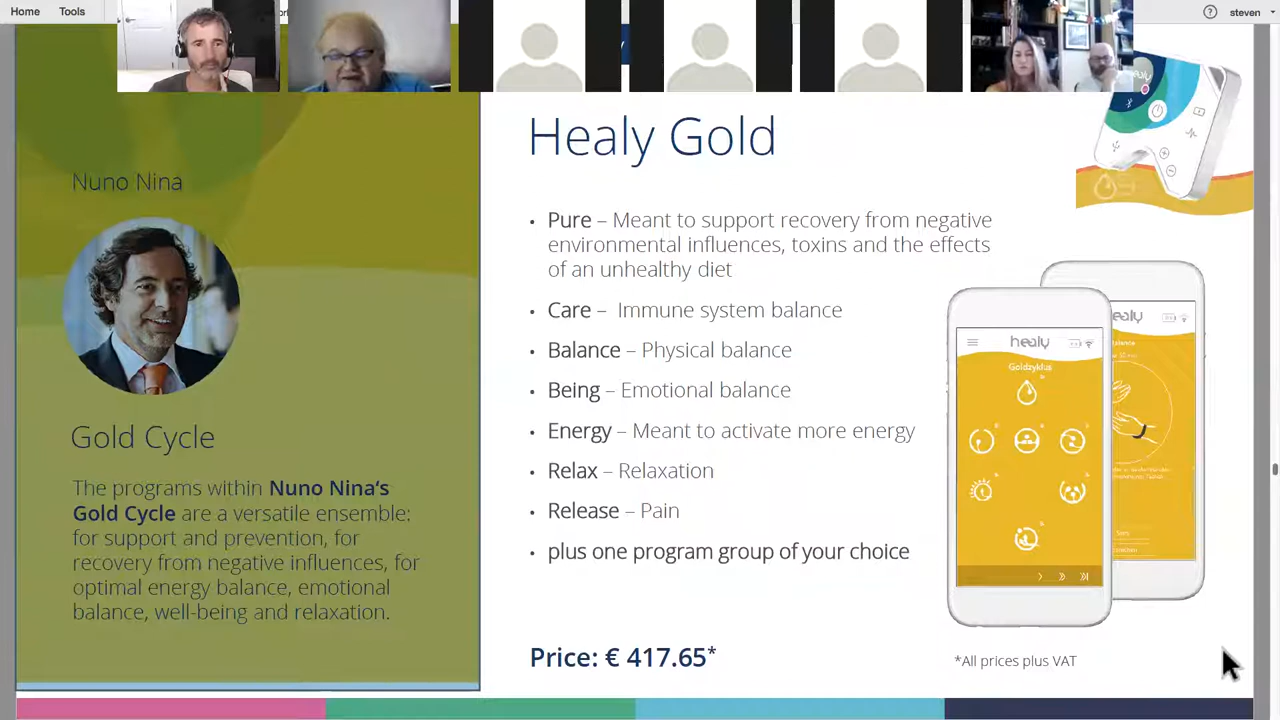 Home
Tools
steven
Nuno Nina
Gold Cycle
The programs within Nuno Nina‘s
Gold Cycle are a versatile ensemble:
for support and prevention, for
recovery from negative influences, for
optimal energy balance, emotional
balance, well-being and relaxation.
Healy Gold
• Pure – Meant to support recovery from negative
environmental influences, toxins and the effects
of an unhealthy diet
• Care – Immune system balance
• Balance – Physical balance
• Being – Emotional balance
• Energy – Meant to activate more energy
• Relax – Relaxation
• Release – Pain
• plus one program group of your choice
Price: € 417.65*
healy
Goldzyklus
*All prices plus VAT